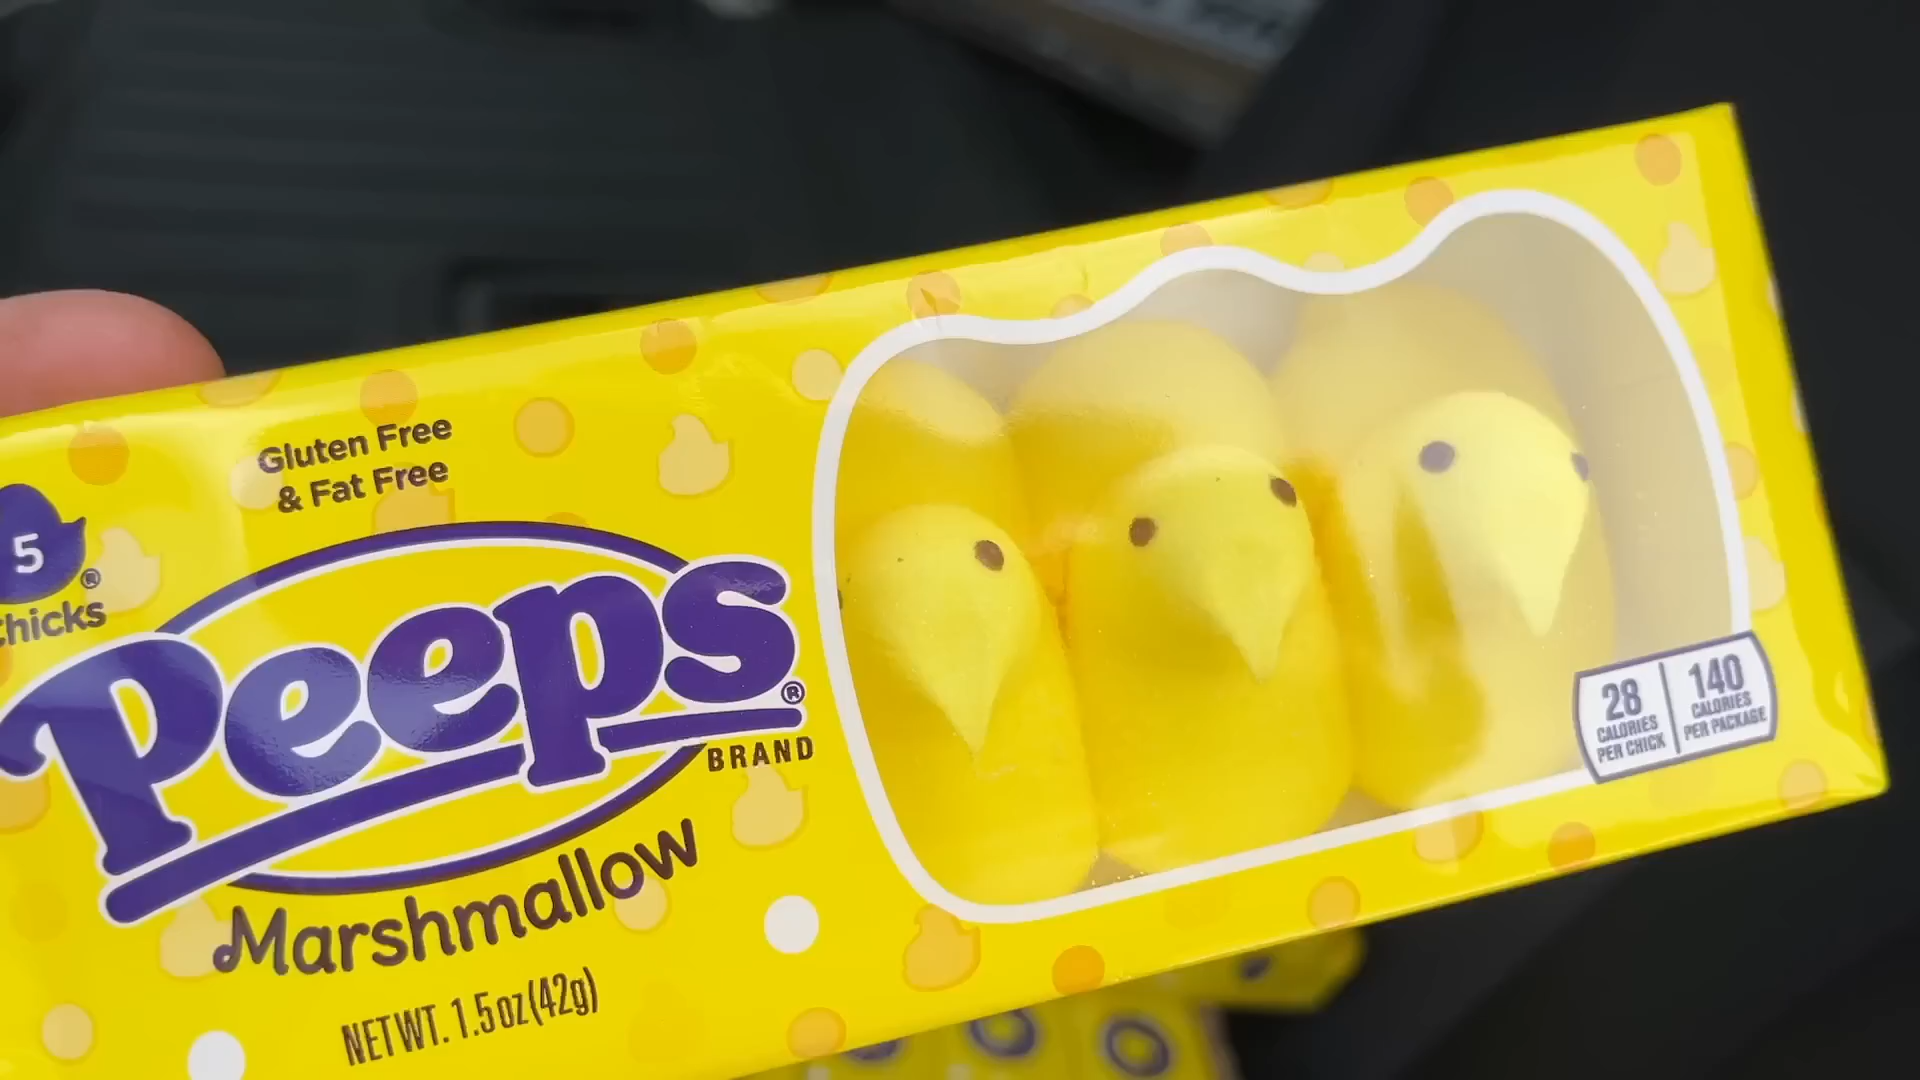 Gluten Free
& Fat Free
5
Chicks®
Peeps®
BRAND
Marshmallow
NET WT. 1.5 oz (42g)
28
CALORIES
PER CHICK
140
CALORIES
PER PACKAGE